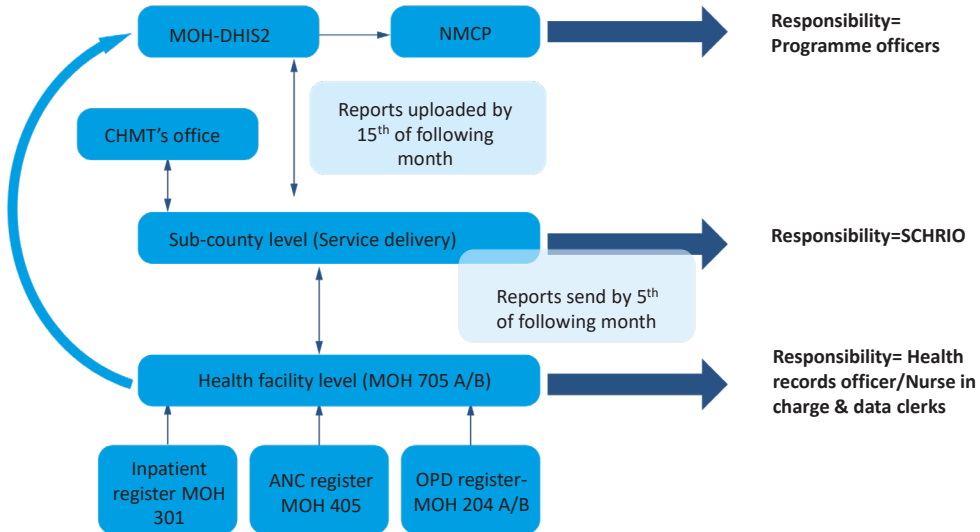 MOH-DHIS2
NMCP
Responsibility=
Programme officers
Reports uploaded by
15th of following
month
CHMT's office
Sub-county level (Service delivery)
Responsibility=SCHRIO
Reports send by 5th
of following month
Health facility level (MOH 705 A/B)
Responsibility= Health
records officer/Nurse in
charge & data clerks
Inpatient
register MOH
301
ANC register
MOH 405
OPD register-
MOH 204 A/B